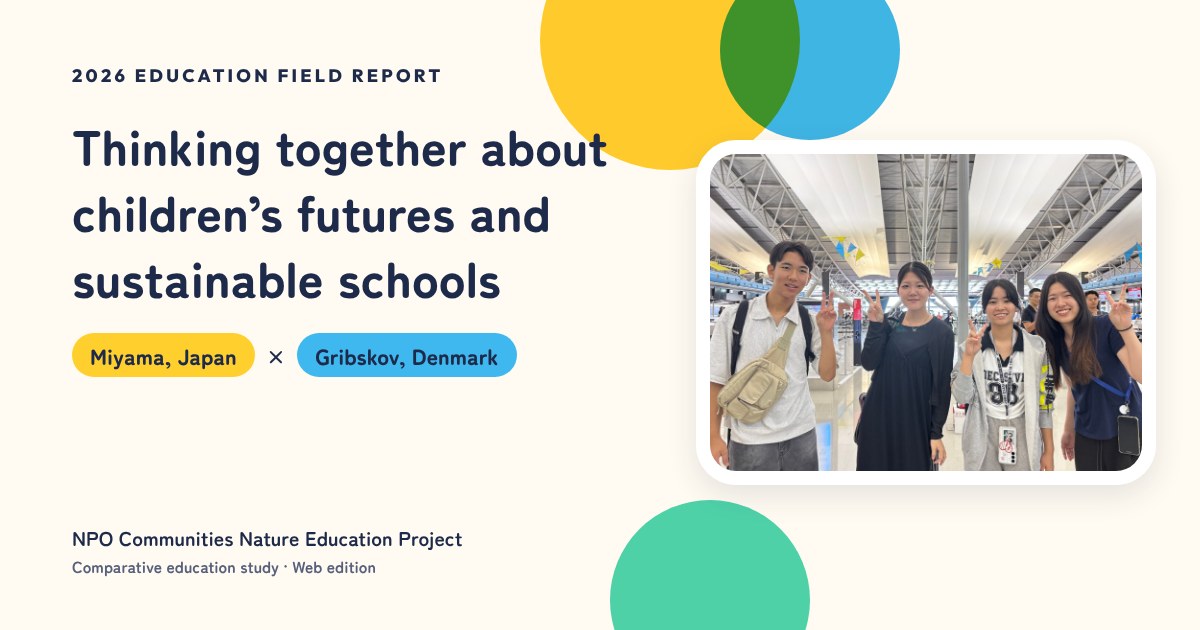 2026 EDUCATION FIELD REPORT
Thinking together about
children’s futures and
sustainable schools
Miyama, Japan × Gribskov, Denmark
NPO Communities Nature Education Project
Comparative education study · Web edition
88